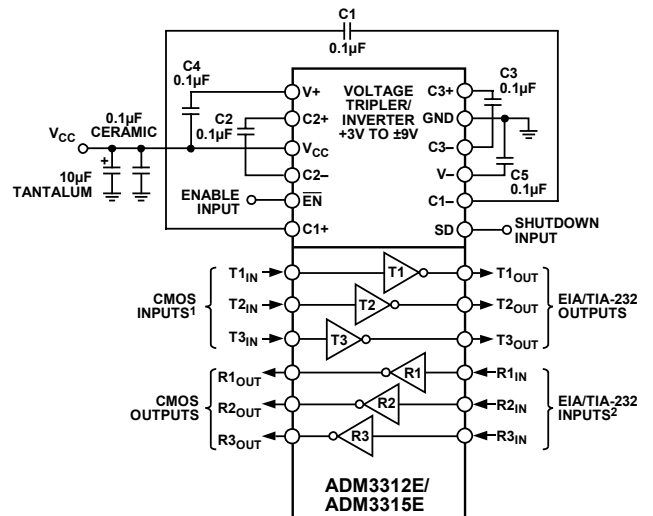 C1
0.1µF
C4
0.1µF
V+
VOLTAGE
TRIPLER/
INVERTER
+3V TO ±9V
C3+
C3
0.1µF
0.1µF
CERAMIC
C2
0.1µF
C2+
GND
VCC
VCC
C3–
+
10µF
TANTALUM
C2–
V–
C5
0.1µF
ENABLE
INPUT
EN
C1–
C1+
SD
SHUTDOWN
INPUT
CMOS
INPUTS1
T1IN
T1
T1OUT
T2IN
T2
T2OUT
T3IN
T3
T3OUT
EIA/TIA-232
OUTPUTS
CMOS
OUTPUTS
R1OUT
R1
R1IN
R2OUT
R2
R2IN
R3OUT
R3
R3IN
EIA/TIA-232
INPUTS2
ADM3312E/
ADM3315E